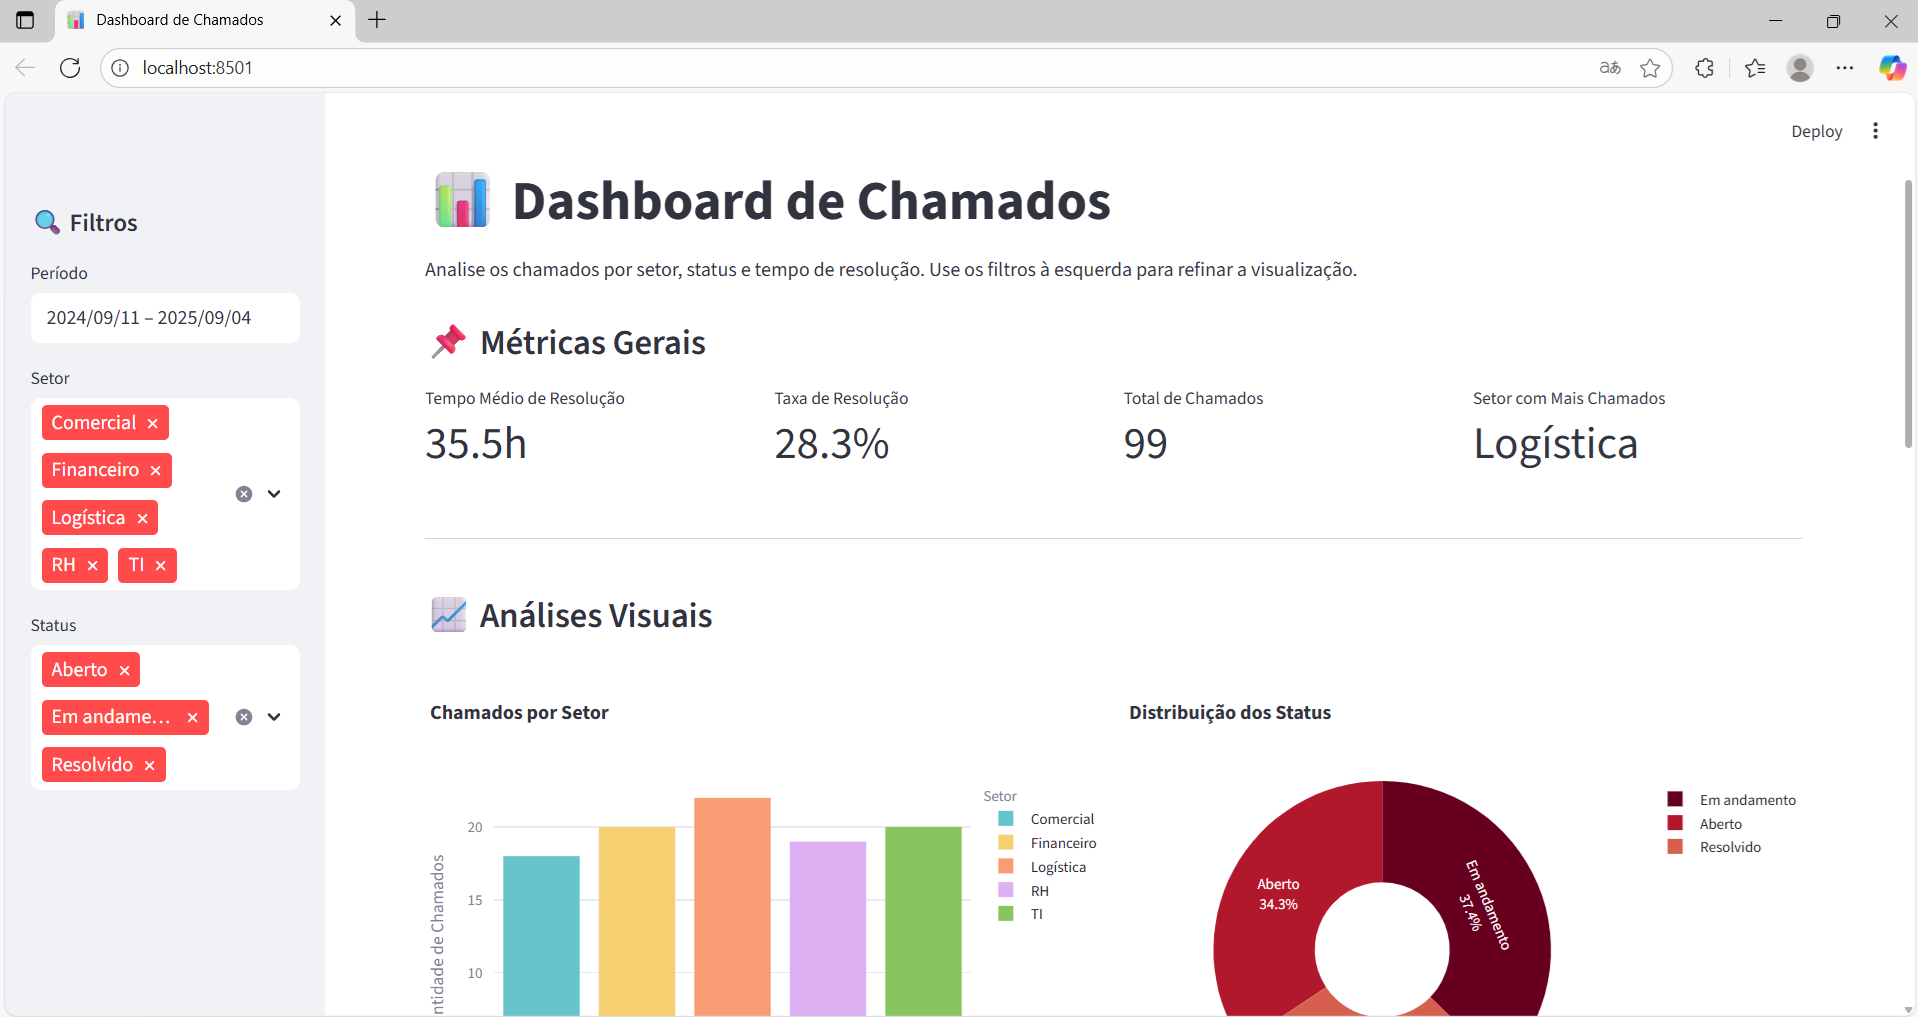 Dashboard de Chamados
localhost:8501
Deploy
Filtros
Período
2024/09/11 – 2025/09/04
Setor
Comercial
Financeiro
Logística
RH
TI
Status
Aberto
Em andame...
Resolvido
Dashboard de Chamados
Analise os chamados por setor, status e tempo de resolução. Use os filtros à esquerda para refinar a visualização.
Métricas Gerais
Tempo Médio de Resolução
35.5h
Taxa de Resolução
28.3%
Total de Chamados
99
Setor com Mais Chamados
Logística
Análises Visuais
Chamados por Setor
20
15
10
ntidade de Chamados
Setor
Comercial
Financeiro
Logística
RH
TI
Distribuição dos Status
Aberto
34.3%
Em andamento
37.4%
Em andamento
Aberto
Resolvido